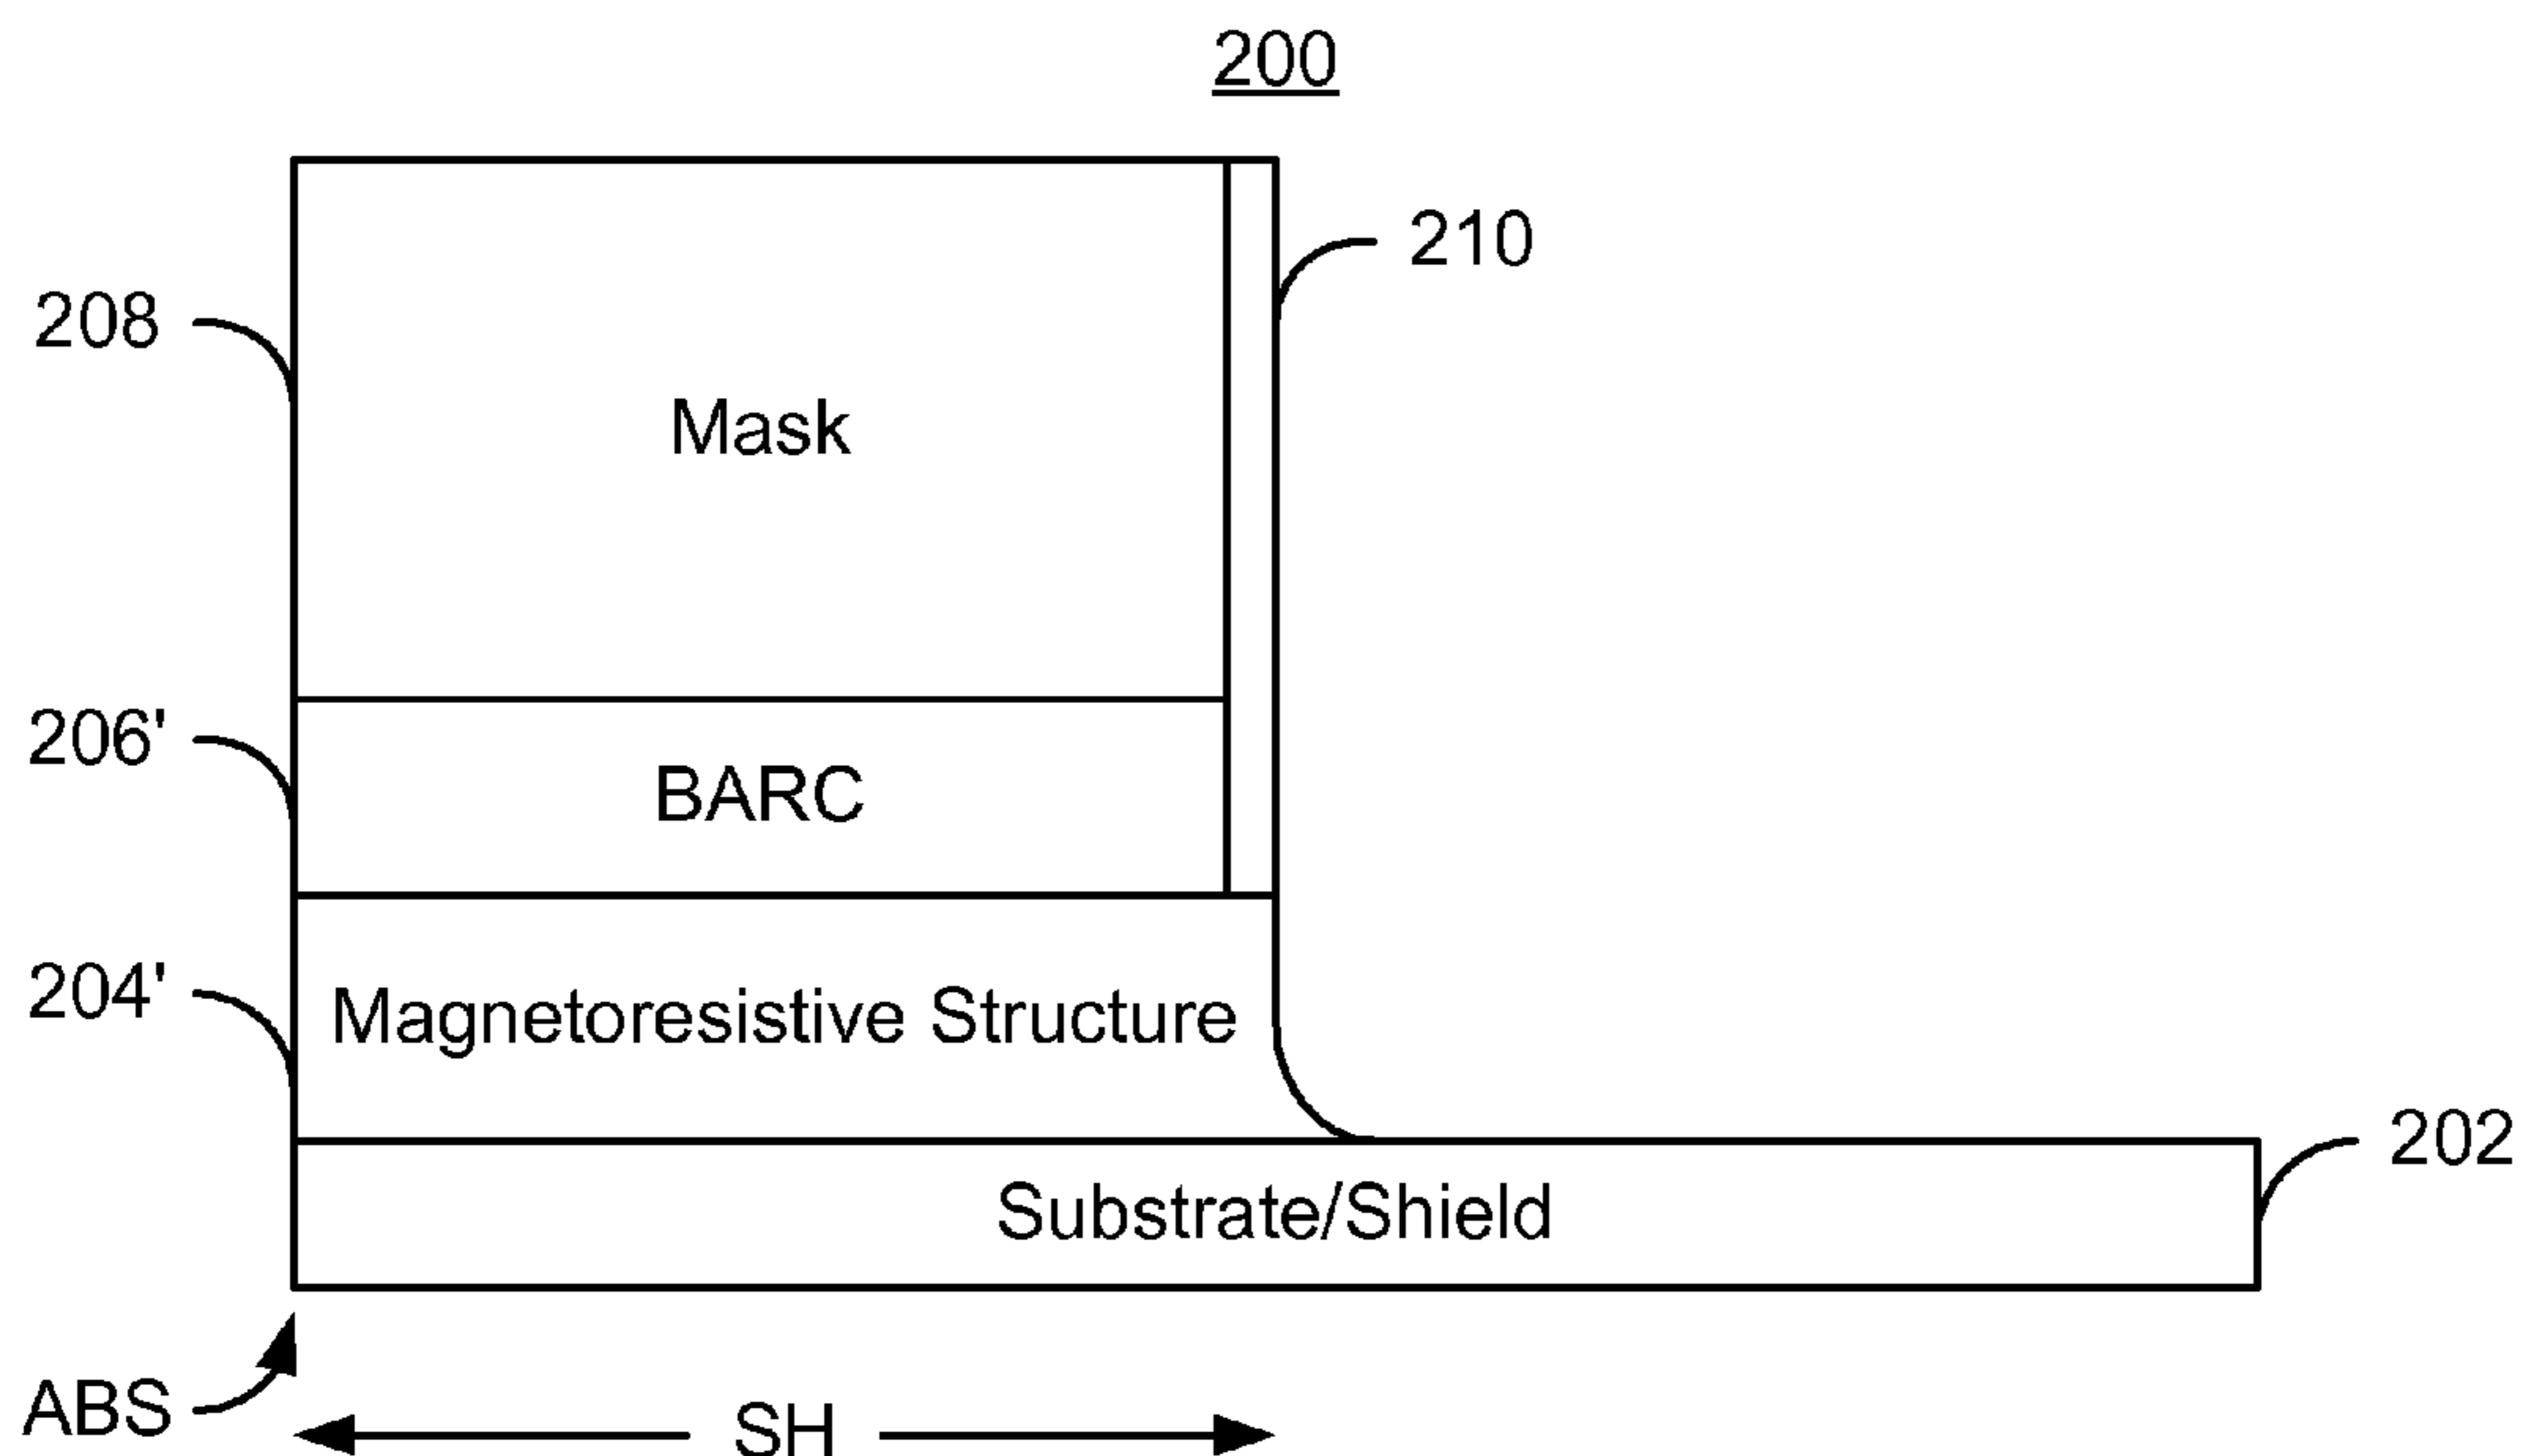 200
210
208
Mask
206'
BARC
204'
Magnetoresistive Structure
202
Substrate/Shield
ABS
SH